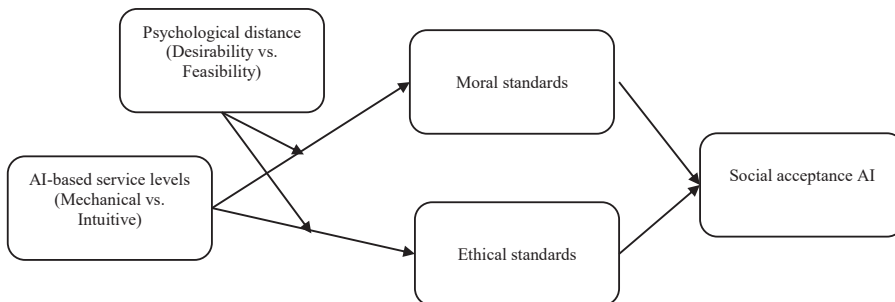 Psychological distance
(Desirability vs.
Feasibility)
Moral standards
AI-based service levels
(Mechanical vs.
Intuitive)
Social acceptance AI
Ethical standards